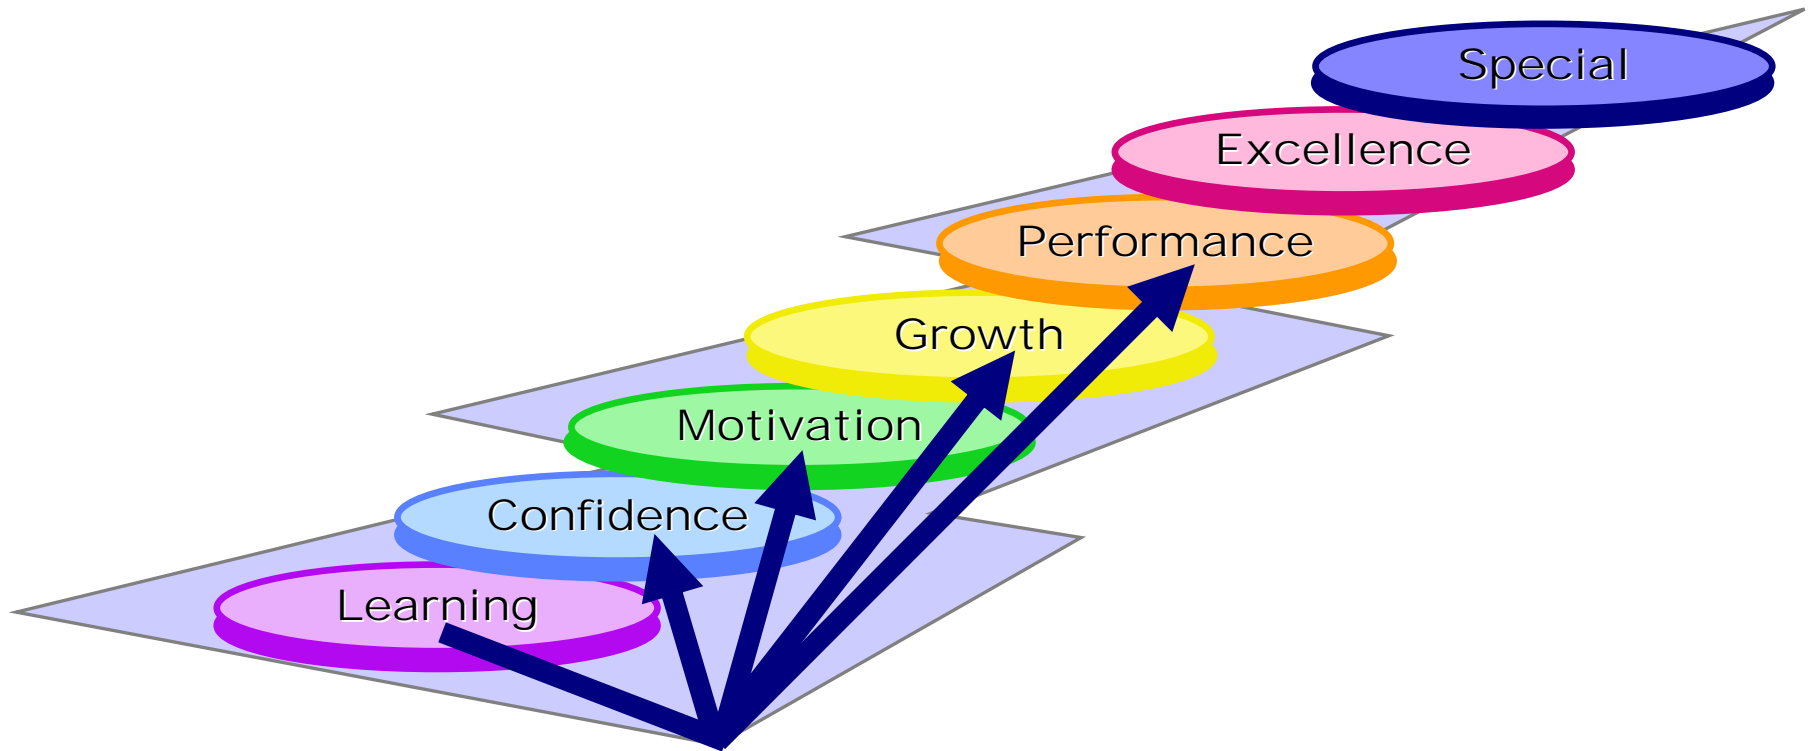 Special
Excellence
Performance
Growth
Motivation
Confidence
Learning